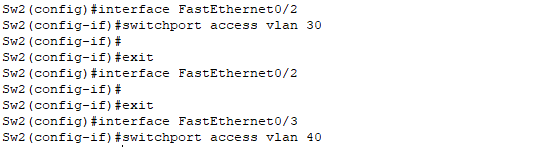 Sw2(config)#interface FastEthernet0/2
Sw2(config-if)#switchport access vlan 30
Sw2(config-if)#
Sw2(config-if)#exit
Sw2(config)#interface FastEthernet0/2
Sw2(config-if)#
Sw2(config-if)#exit
Sw2(config)#interface FastEthernet0/3
Sw2(config-if)#switchport access vlan 40